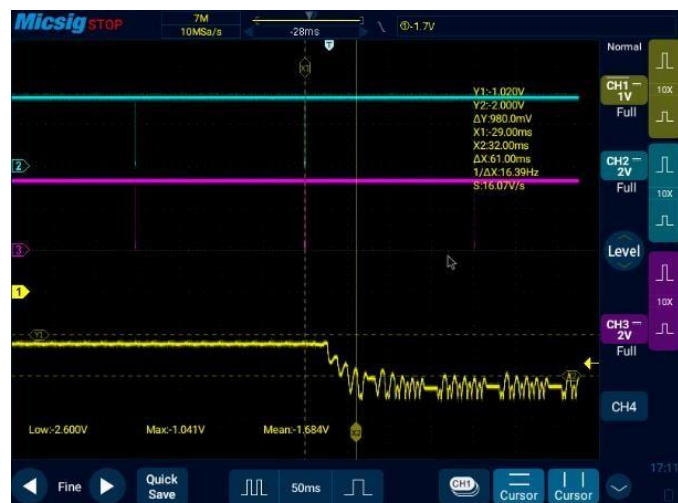 Micsig STOP
7M
10MSa/s
-28ms
T
①-1.7V
Normal
X1
Y1:-1.020V
Y2:-2.000V
ΔY:980.0mV
X1:-29.00ms
X2:32.00ms
ΔX:61.00ms
1/ΔX:16.39Hz
S:16.07V/s
CH1
1V
Full
10X
2
CH2
2V
Full
10X
Level
3
1
10X
CH3
2V
Full
Y1
CH4
Low:-2.600V
Max:-1.041V
Mean:-1.684V
X2
17:11
Fine
Quick
Save
50ms
CH1
Cursor
Cursor